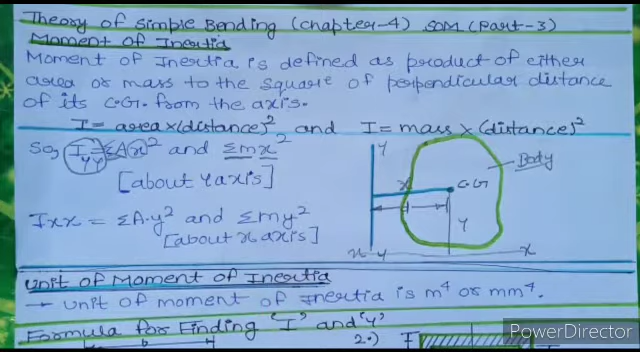 Theory of Simple Bending (Chapter-4) SOM (Part-3)
Moment of Inertia
Moment of Inertia is defined as product of either
area or mass to the square of perpendicular distance
of its C.G. from the axis.
I = area x (distance)² and I = mass x (distance)²
So, Iyy = ΣAx² and Σmx²
[about Y axis]
Ixx = ΣA.y² and Σmy²
[about x axis]
Y
Body
x
C.G
Y
x
Y
x
Unit of Moment of Inertia
→ Unit of moment of Inertia is m⁴ or mm⁴.
Formula for Finding 'I' and 'Y'
b
2.)
PowerDirector